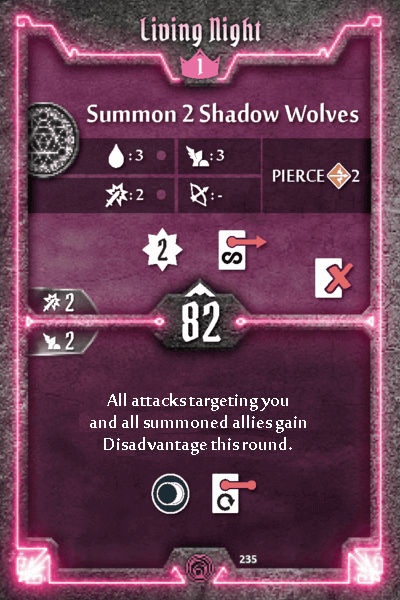 Living Night
1
Summon 2 Shadow Wolves
:3 :3
PIERCE 2
:2 :-
2
2
82
2
All attacks targeting you
and all summoned allies gain
Disadvantage this round.
235